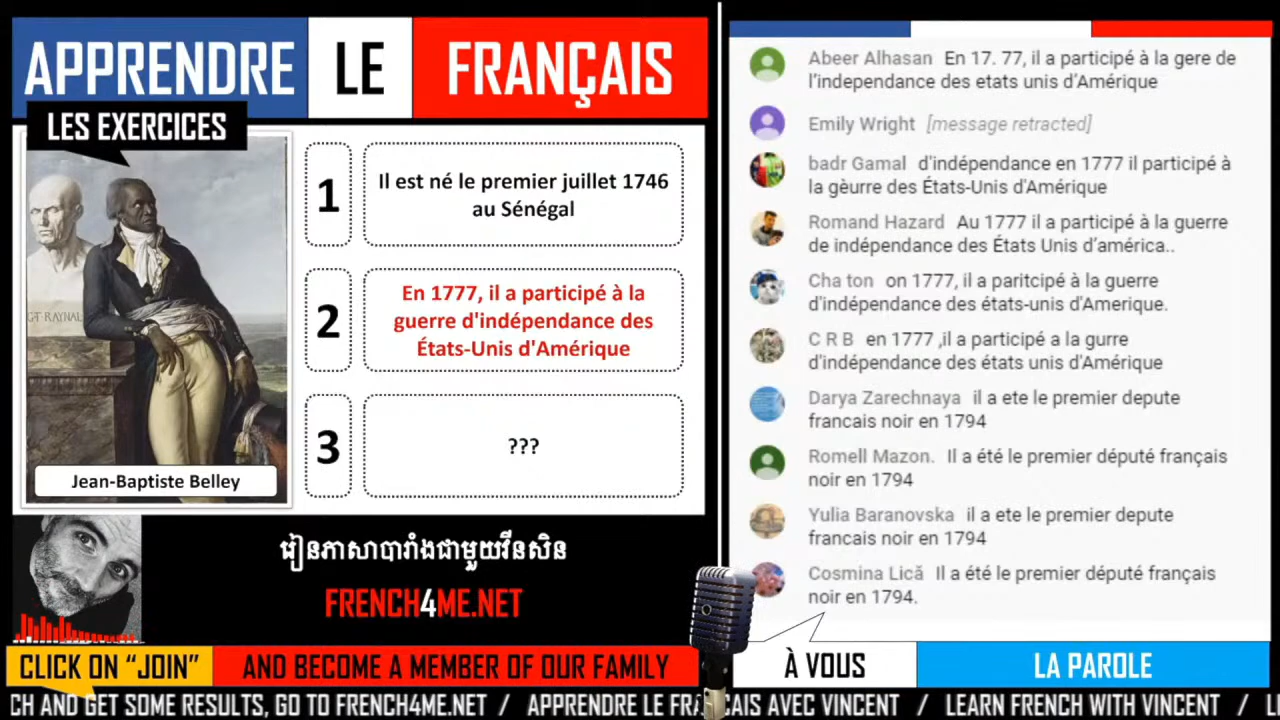 APPRENDRE LE FRANÇAIS
LES EXERCICES
GT RAYNAL
Jean-Baptiste Belley
1
Il est né le premier juillet 1746
au Sénégal
2
En 1777, il a participé à la
guerre d'indépendance des
États-Unis d'Amérique
3
???
រៀនភាសាបារាំងជាមួយវីនសិន
FRENCH4ME.NET
CLICK ON “JOIN” AND BECOME A MEMBER OF OUR FAMILY
Abeer Alhasan En 17. 77, il a participé à la gere de
l’independance des etats unis d’Amérique
Emily Wright [message retracted]
badr Gamal d'indépendance en 1777 il participé à
la gèurre des États-Unis d'Amérique
Romand Hazard Au 1777 il a participé à la guerre
de indépendance des États Unis d’américa..
Cha ton on 1777, il a paritcipé à la guerre
d'indépendance des états-unis d'Amerique.
C R B en 1777 ,il a participé a la gurre
d'indépendance des états unis d'Amérique
Darya Zarechnaya il a ete le premier depute
francais noir en 1794
Romell Mazon. Il a été le premier député français
noir en 1794
Yulia Baranovska il a ete le premier depute
francais noir en 1794
Cosmina Lică Il a été le premier député français
noir en 1794.
À VOUS LA PAROLE
CH AND GET SOME RESULTS, GO TO FRENCH4ME.NET / APPRENDRE LE FRANÇAIS AVEC VINCENT / LEARN FRENCH WITH VINCENT / L